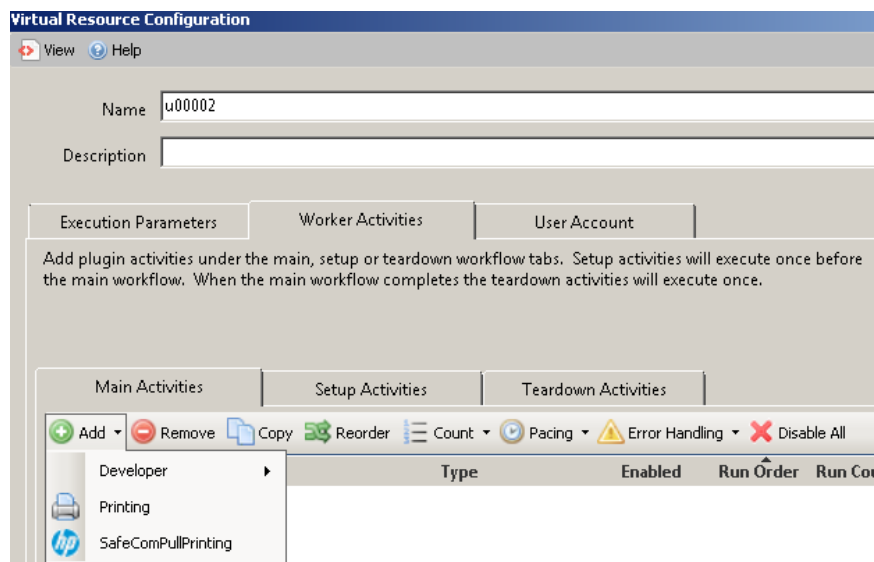 Virtual Resource Configuration
View Help
Name u00002
Description
Execution Parameters Worker Activities User Account
Add plugin activities under the main, setup or teardown workflow tabs. Setup activities will execute once before
the main workflow. When the main workflow completes the teardown activities will execute once.
Main Activities Setup Activities Teardown Activities
Add Remove Copy Reorder Count Pacing Error Handling Disable All
Developer Type Enabled Run Order Run Cou
Printing
hp SafeComPullPrinting